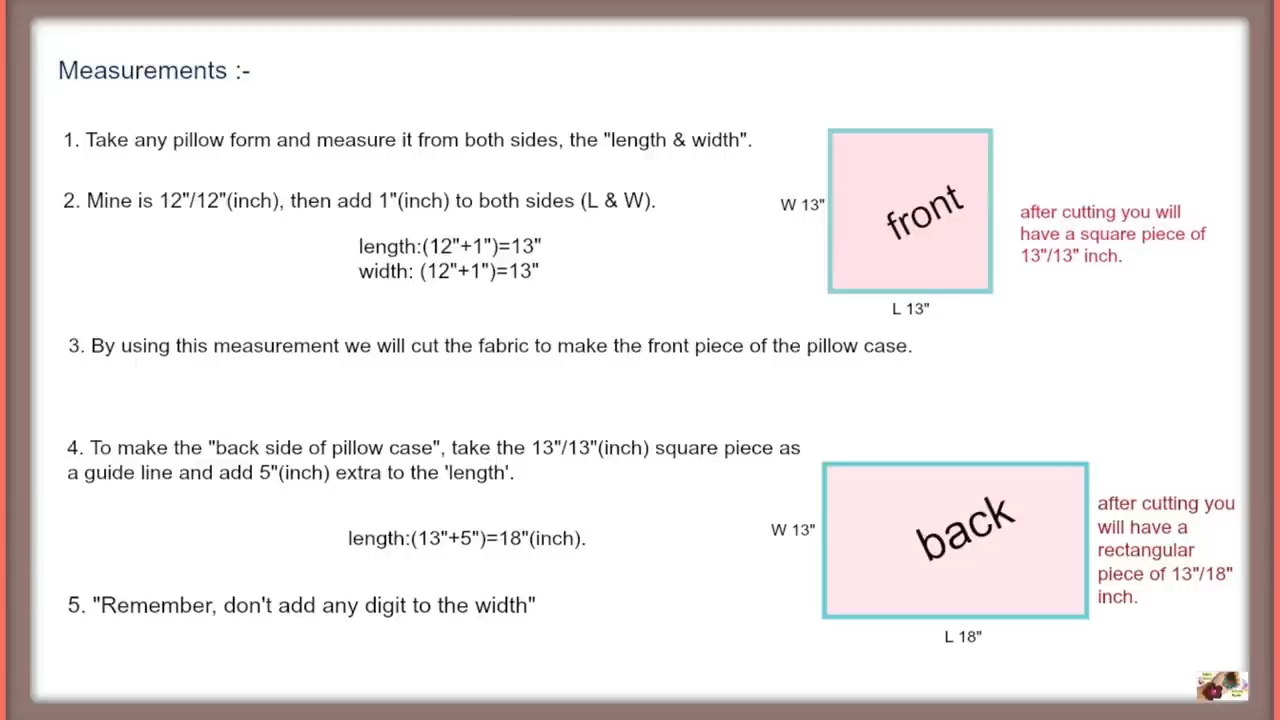 Measurements :-
1. Take any pillow form and measure it from both sides, the "length & width".
2. Mine is 12"/12"(inch), then add 1"(inch) to both sides (L & W).
length:(12"+1")=13"
width: (12"+1")=13"
W 13"
front
L 13"
after cutting you will
have a square piece of
13"/13" inch.
3. By using this measurement we will cut the fabric to make the front piece of the pillow case.
4. To make the "back side of pillow case", take the 13"/13"(inch) square piece as
a guide line and add 5"(inch) extra to the 'length'.
length:(13"+5")=18"(inch).
5. "Remember, don't add any digit to the width"
W 13"
back
L 18"
after cutting you
will have a
rectangular
piece of 13"/18"
inch.